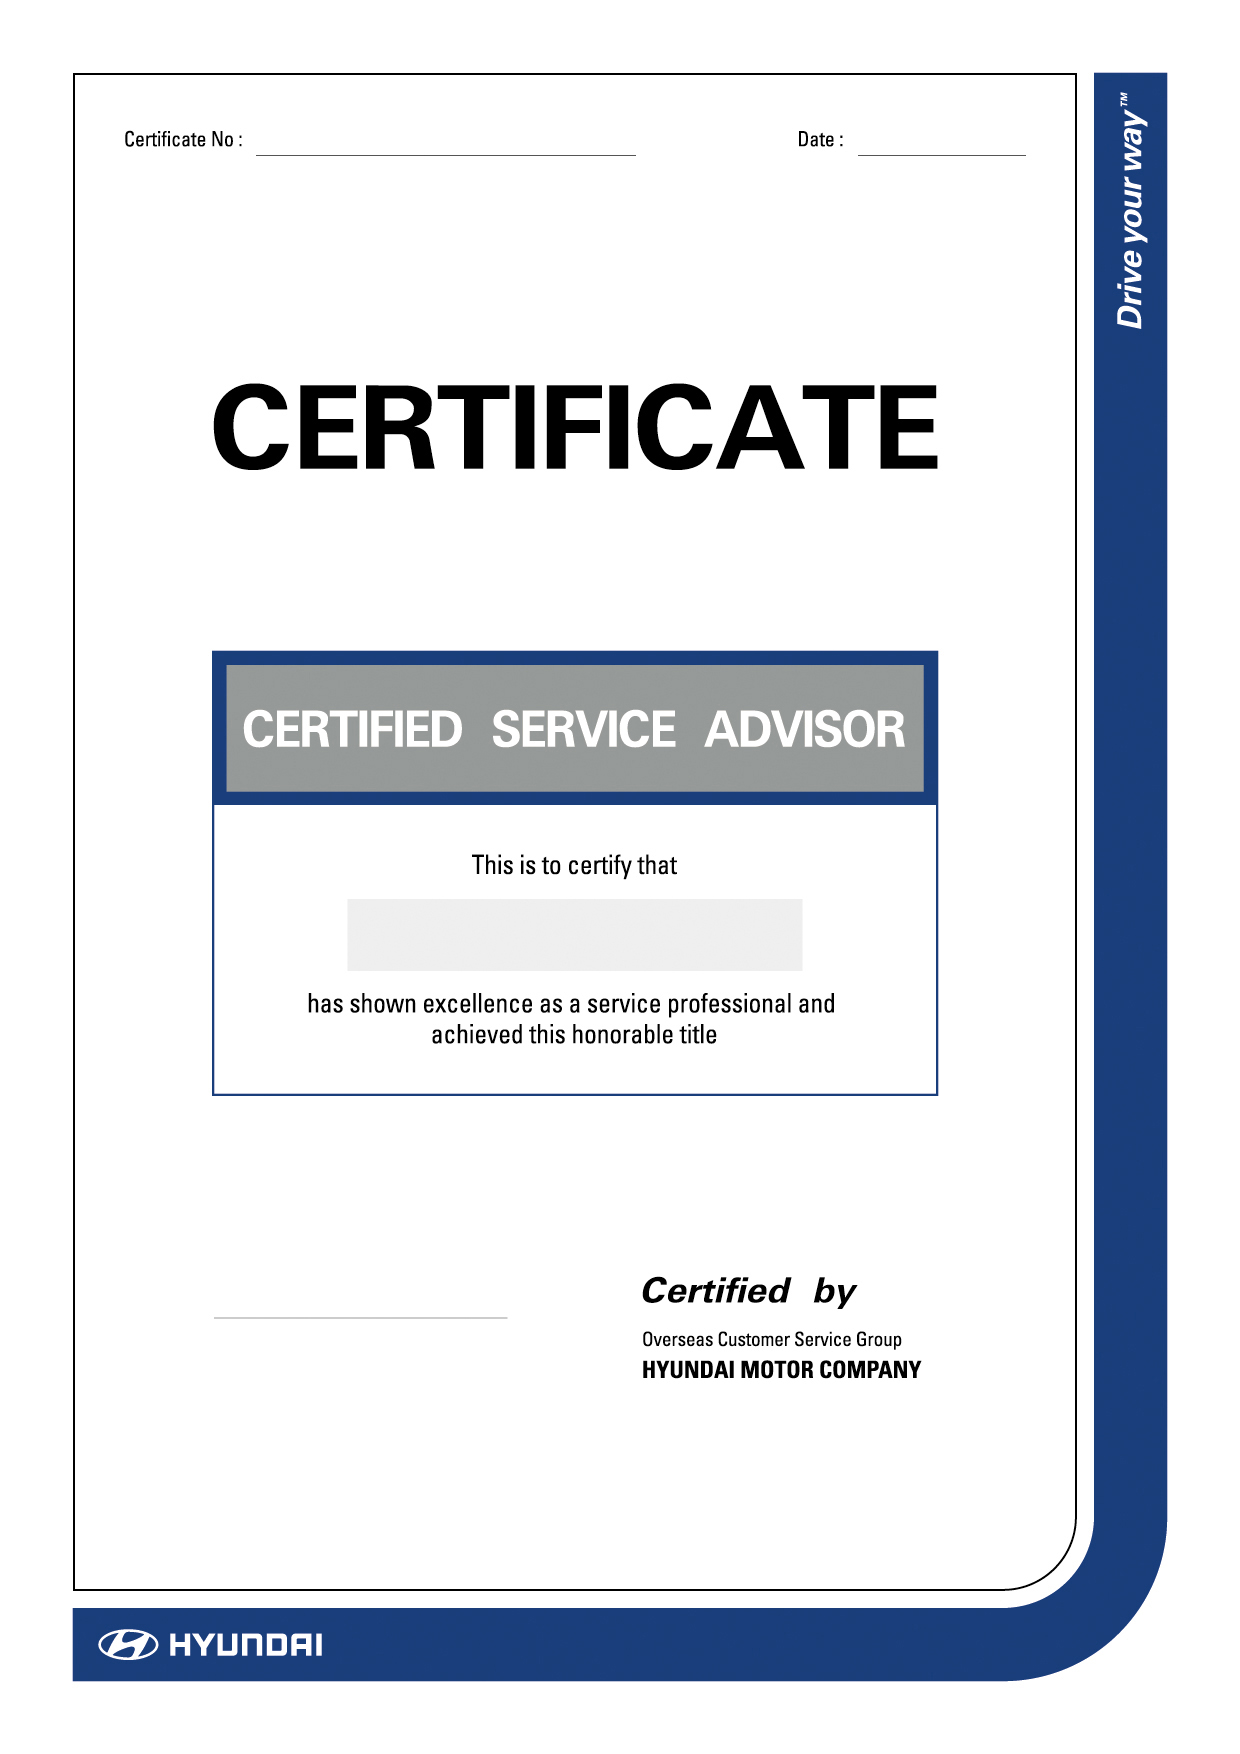 Certificate No :
Date :
Drive your way™
CERTIFICATE
CERTIFIED SERVICE ADVISOR
This is to certify that
has shown excellence as a service professional and
achieved this honorable title
Certified by
Overseas Customer Service Group
HYUNDAI MOTOR COMPANY
HYUNDAI